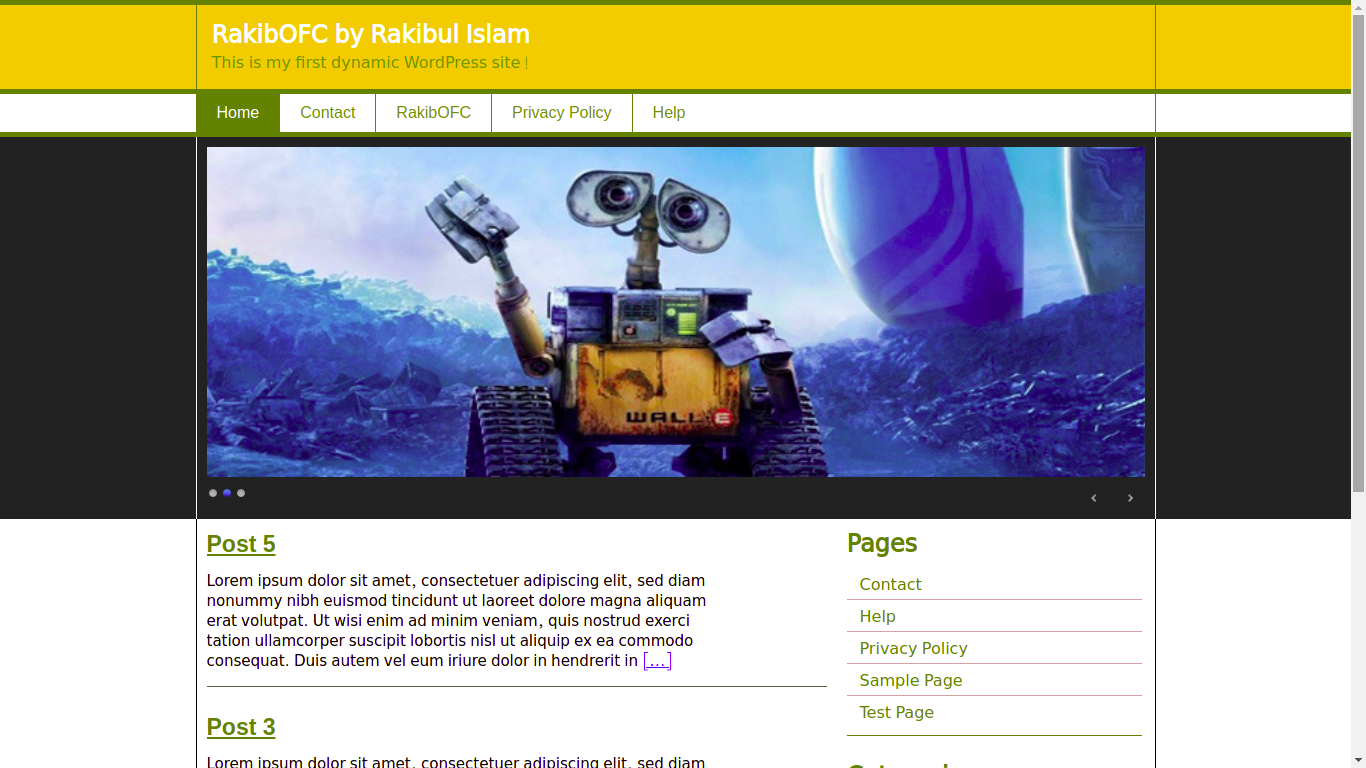 RakibOFC by Rakibul Islam
This is my first dynamic WordPress site !
Home
Contact
RakibOFC
Privacy Policy
Help
WALL·E
Post 5
Lorem ipsum dolor sit amet, consectetuer adipiscing elit, sed diam
nonummy nibh euismod tincidunt ut laoreet dolore magna aliquam
erat volutpat. Ut wisi enim ad minim veniam, quis nostrud exerci
tation ullamcorper suscipit lobortis nisl ut aliquip ex ea commodo
consequat. Duis autem vel eum iriure dolor in hendrerit in [...]
Post 3
Lorem ipsum dolor sit amet, consectetuer adipiscing elit, sed diam
Pages
Contact
Help
Privacy Policy
Sample Page
Test Page